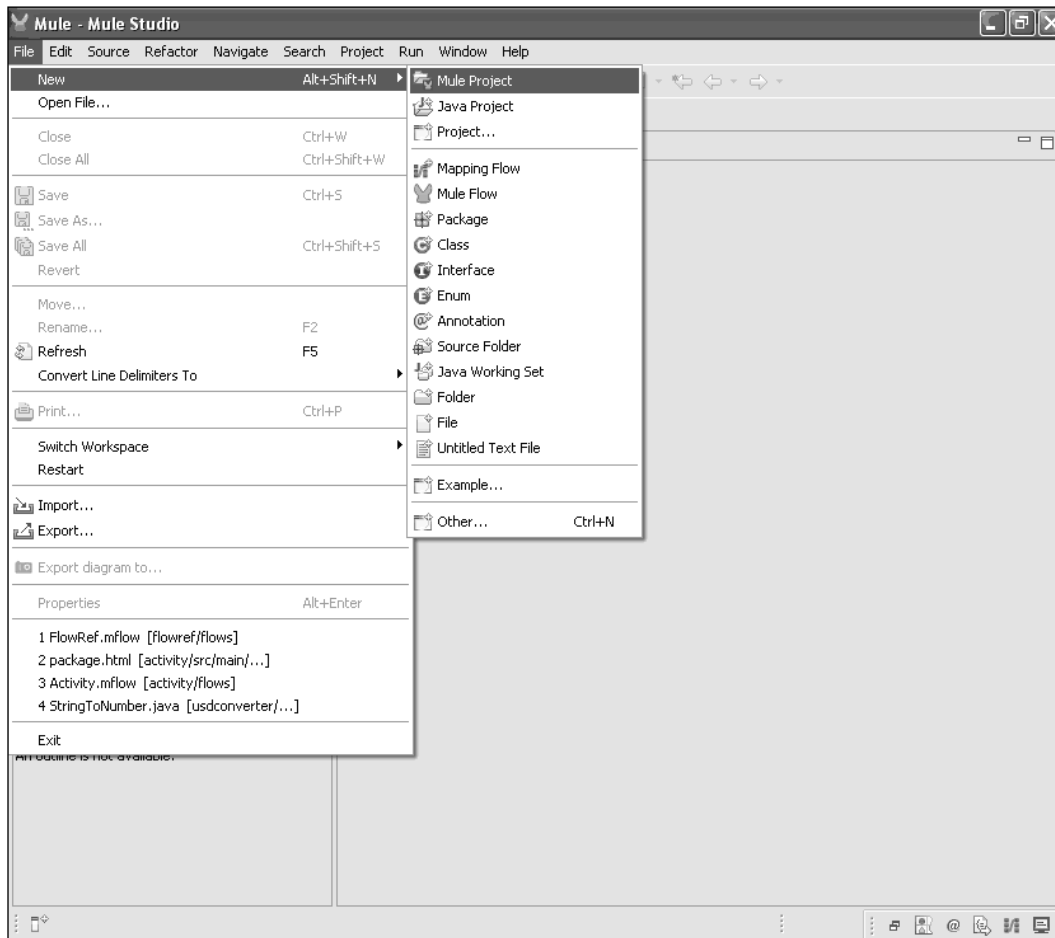 Mule - Mule Studio
File Edit Source Refactor Navigate Search Project Run Window Help
New Alt+Shift+N
Open File...
Close Ctrl+W
Close All Ctrl+Shift+W
Save Ctrl+S
Save As...
Save All Ctrl+Shift+S
Revert
Move...
Rename... F2
Refresh F5
Convert Line Delimiters To
Print... Ctrl+P
Switch Workspace
Restart
Import...
Export...
Export diagram to...
Properties Alt+Enter
1 FlowRef.mflow [flowref/flows]
2 package.html [activity/src/main/...]
3 Activity.mflow [activity/flows]
4 StringToNumber.java [usdconverter/...]
Exit
An outline is not available.
Mule Project
Java Project
Project...
Mapping Flow
Mule Flow
Package
Class
Interface
Enum
Annotation
Source Folder
Java Working Set
Folder
File
Untitled Text File
Example...
Other... Ctrl+N